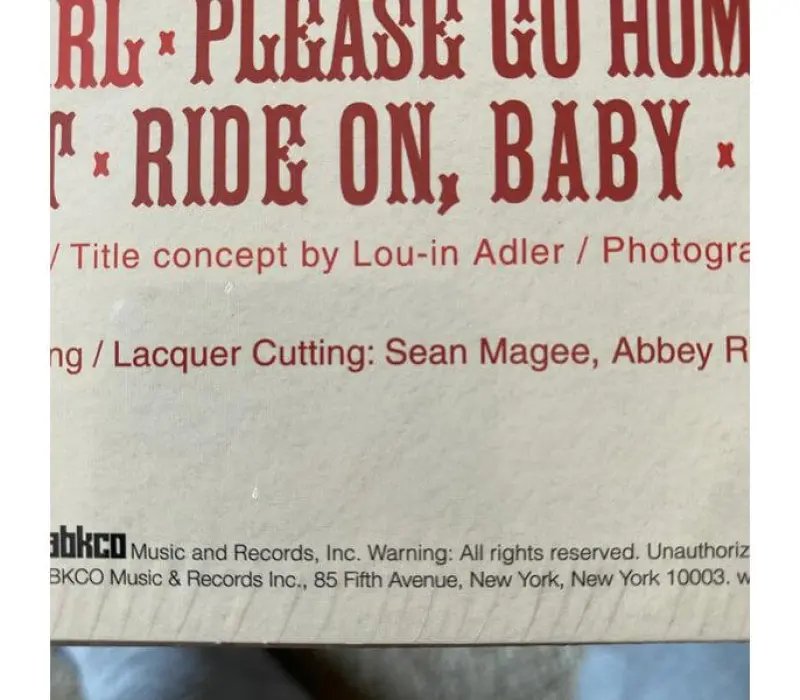 RL · PLEASE GO HOM
T · RIDE ON, BABY ·
/ Title concept by Lou-in Adler / Photogra
ng / Lacquer Cutting: Sean Magee, Abbey R
abkco Music and Records, Inc. Warning: All rights reserved. Unauthoriz
BKCO Music & Records Inc., 85 Fifth Avenue, New York, New York 10003. w